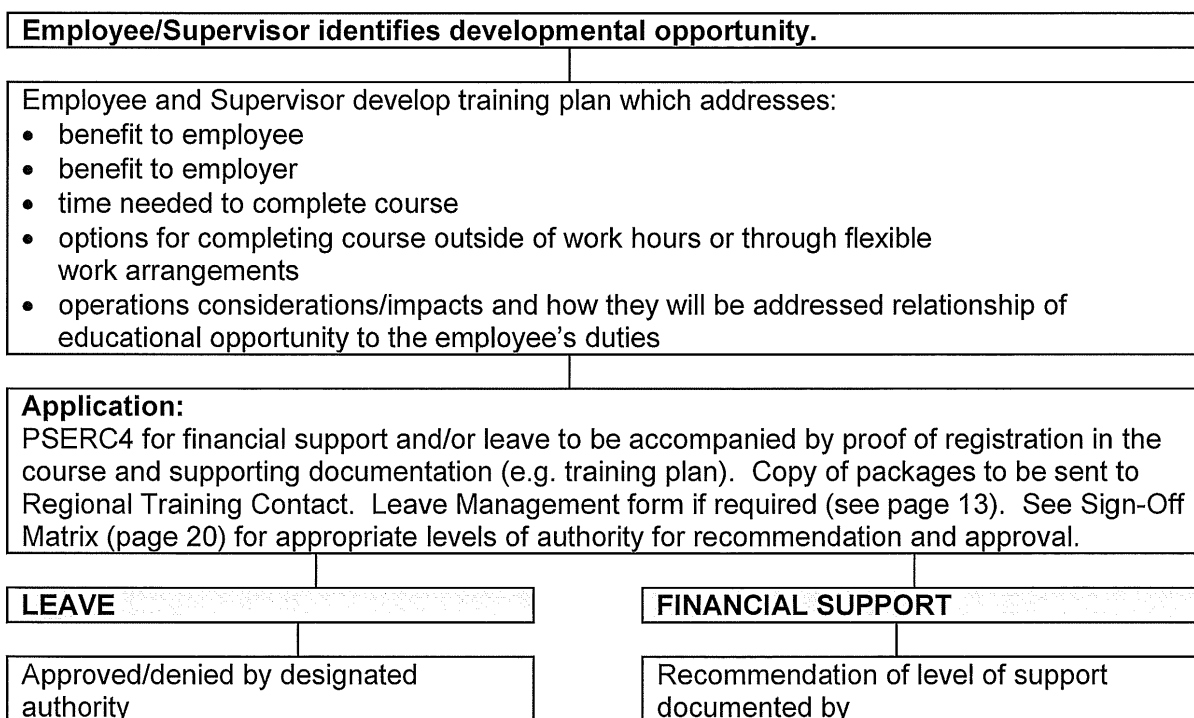 Employee/Supervisor identifies developmental opportunity.
Employee and Supervisor develop training plan which addresses:
• benefit to employee
• benefit to employer
• time needed to complete course
• options for completing course outside of work hours or through flexible
work arrangements
• operations considerations/impacts and how they will be addressed relationship of
educational opportunity to the employee's duties
Application:
PSERC4 for financial support and/or leave to be accompanied by proof of registration in the
course and supporting documentation (e.g. training plan). Copy of packages to be sent to
Regional Training Contact. Leave Management form if required (see page 13). See Sign-Off
Matrix (page 20) for appropriate levels of authority for recommendation and approval.
LEAVE
Approved/denied by designated
authority
FINANCIAL SUPPORT
Recommendation of level of support
documented by